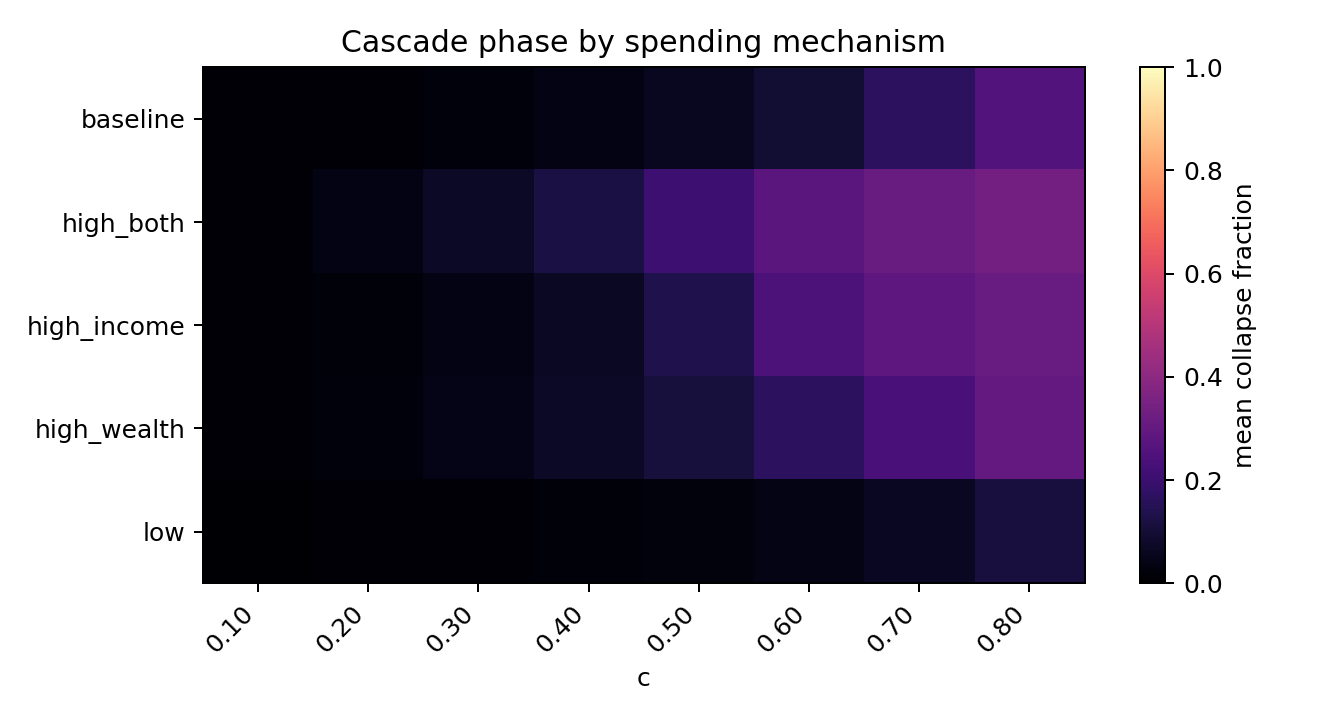 Cascade phase by spending mechanism
baseline
high_both
high_income
high_wealth
low
0.10
0.20
0.30
0.40
0.50
0.60
0.70
0.80
c
1.0
0.8
0.6
0.4
0.2
0.0
mean collapse fraction